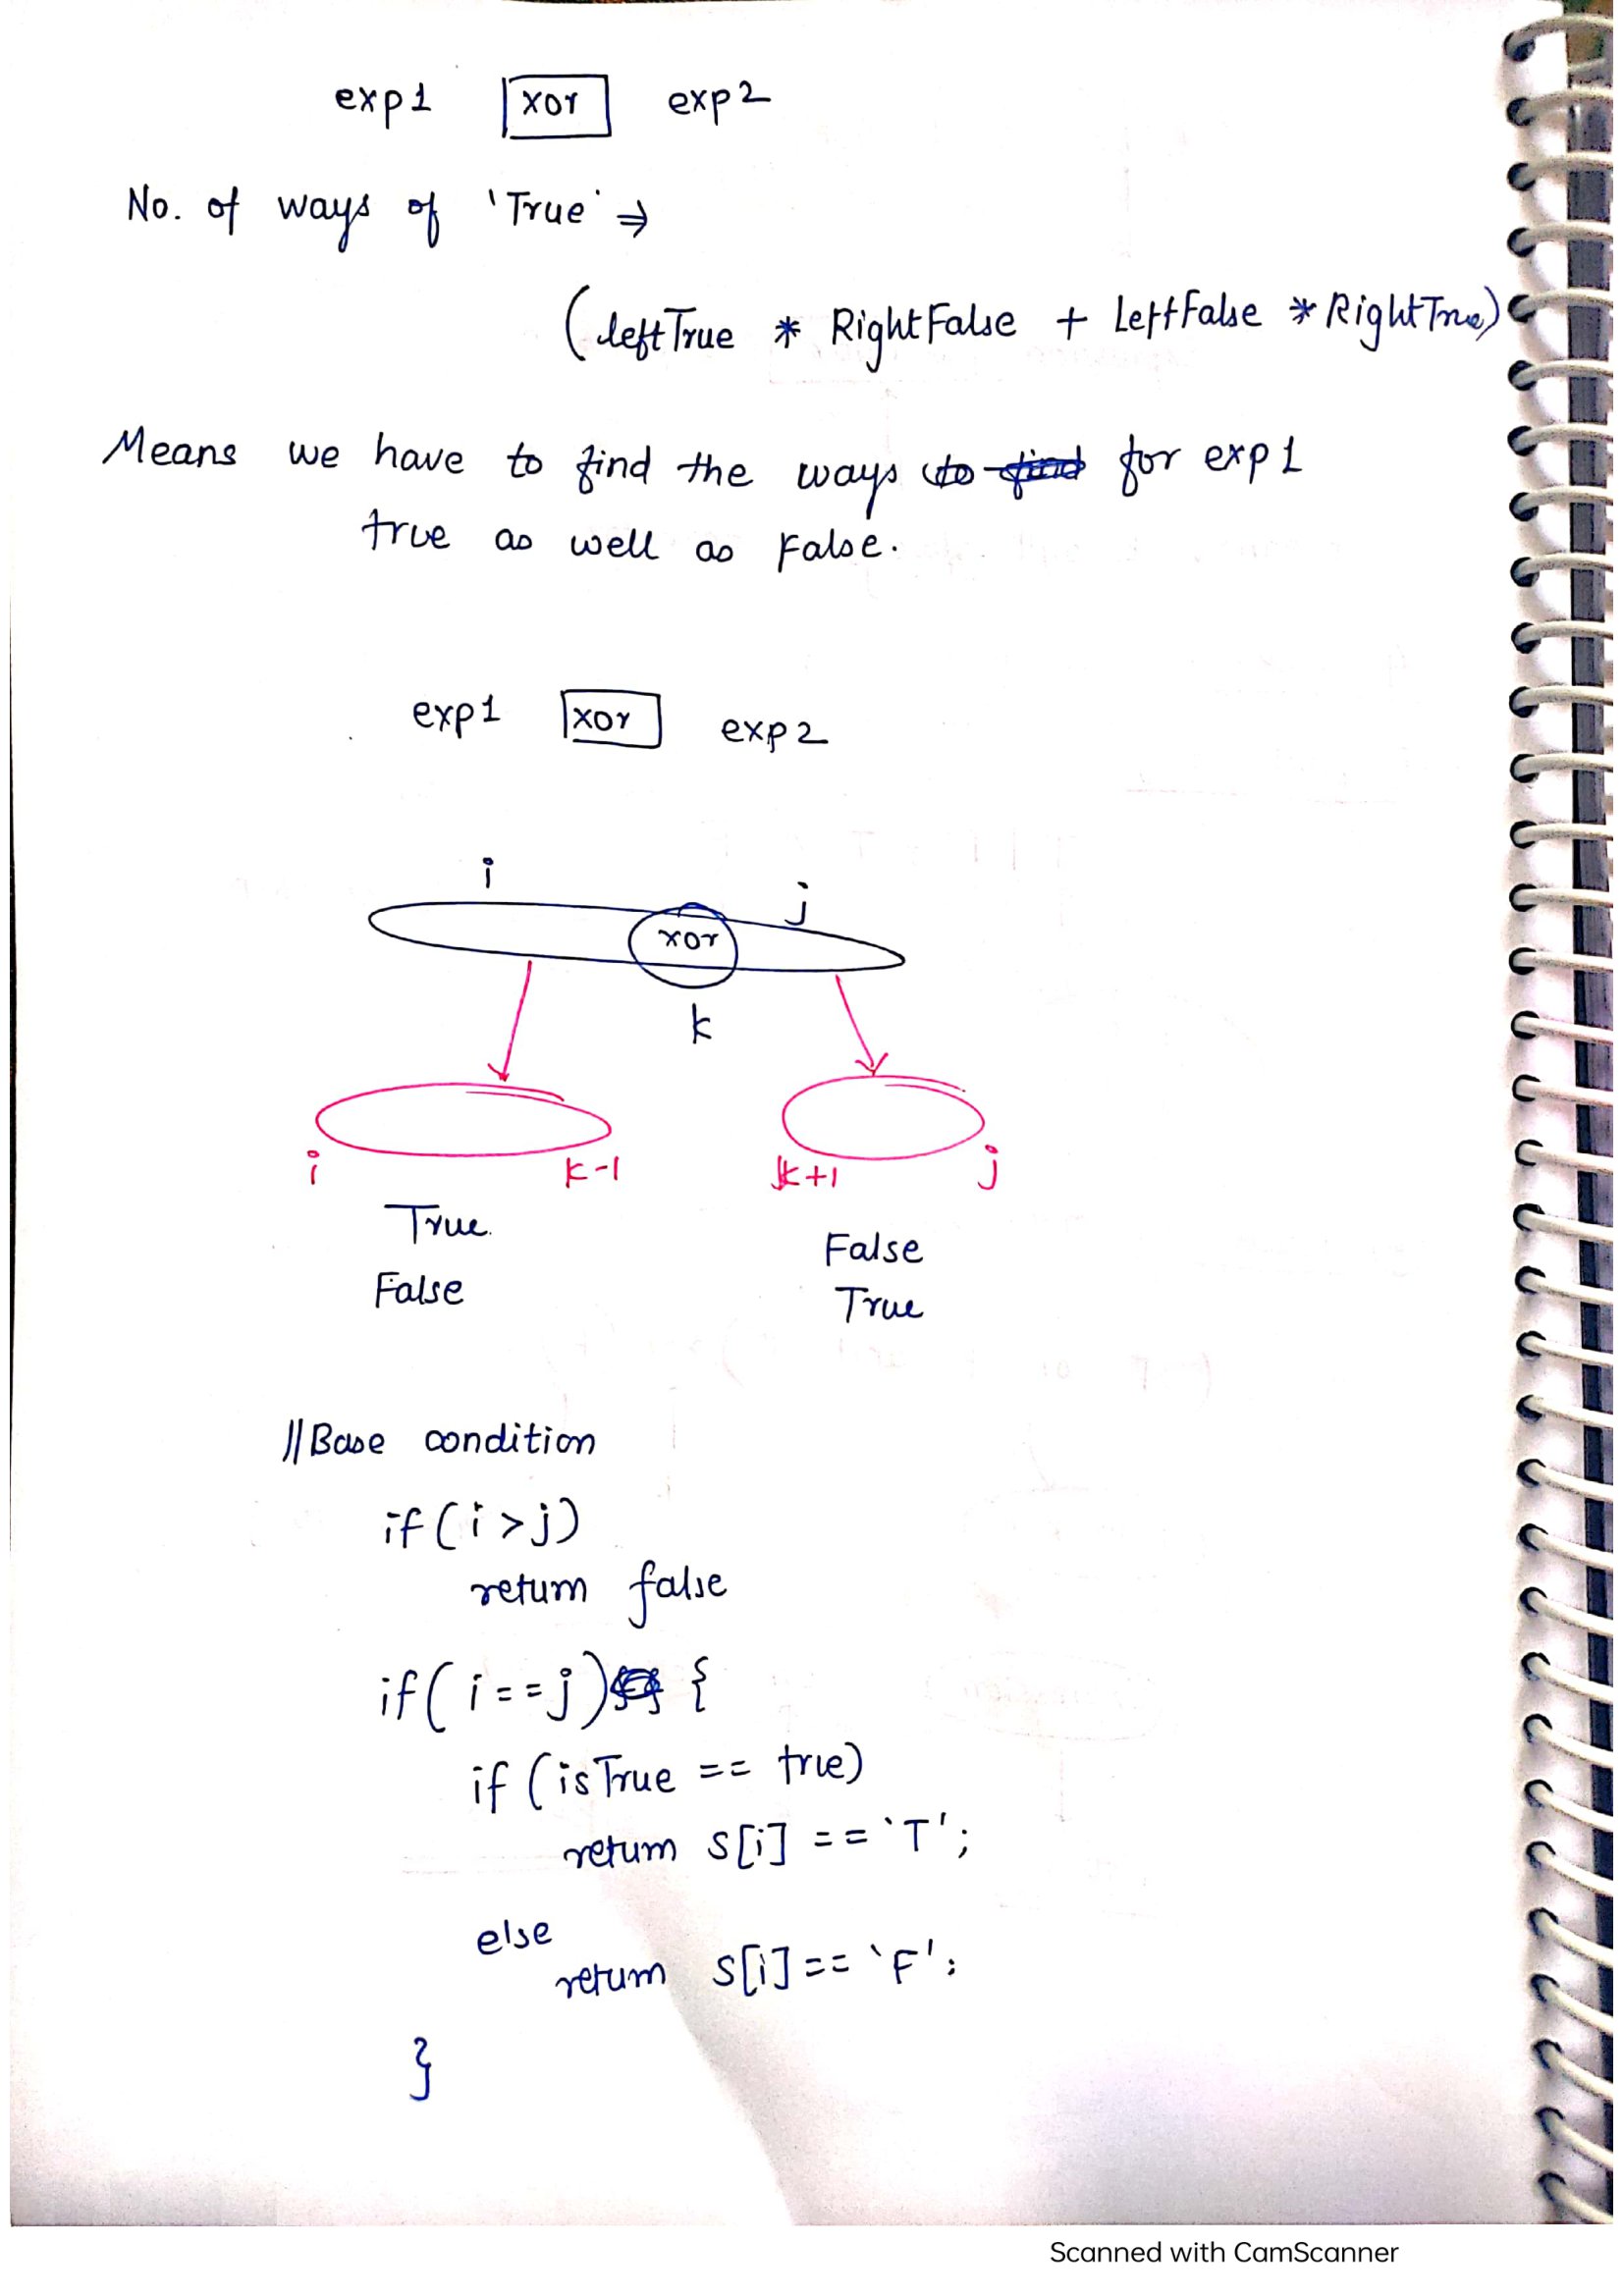 exp1 xor exp2
No. of ways of 'True' ⇒
(leftTrue * RightFalse + LeftFalse * RightTrue)
Means we have to find the ways to find for exp1
true as well as False.
exp1 xor exp2
i j
xor
k
i k-1 k+1 j
True False
False True
//Base condition
if(i>j)
return false
if(i==j) {
if (isTrue == true)
return s[i] == 'T';
else
return s[i] == 'F';
}
Scanned with CamScanner